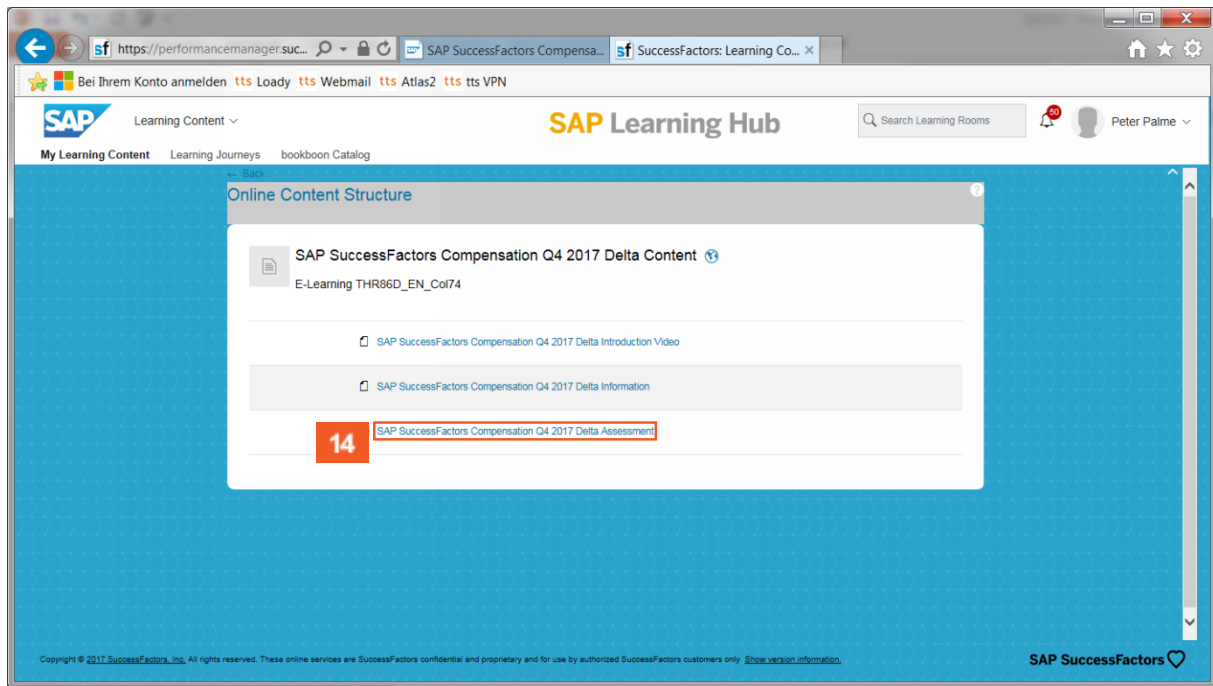 https://performancemanager.suc... SAP SuccessFactors Compensa... SuccessFactors: Learning Co...
Bei Ihrem Konto anmelden tts Loady tts Webmail tts Atlas2 tts tts VPN
SAP Learning Content SAP Learning Hub Search Learning Rooms 50 Peter Palme
My Learning Content Learning Journeys bookboon Catalog
← Back
Online Content Structure ?
SAP SuccessFactors Compensation Q4 2017 Delta Content
E-Learning THR86D_EN_Col74
SAP SuccessFactors Compensation Q4 2017 Delta Introduction Video
SAP SuccessFactors Compensation Q4 2017 Delta Information
SAP SuccessFactors Compensation Q4 2017 Delta Assessment
14
Copyright © 2017 SuccessFactors, Inc. All rights reserved. These online services are SuccessFactors confidential and proprietary and for use by authorized SuccessFactors customers only. Show version information. SAP SuccessFactors